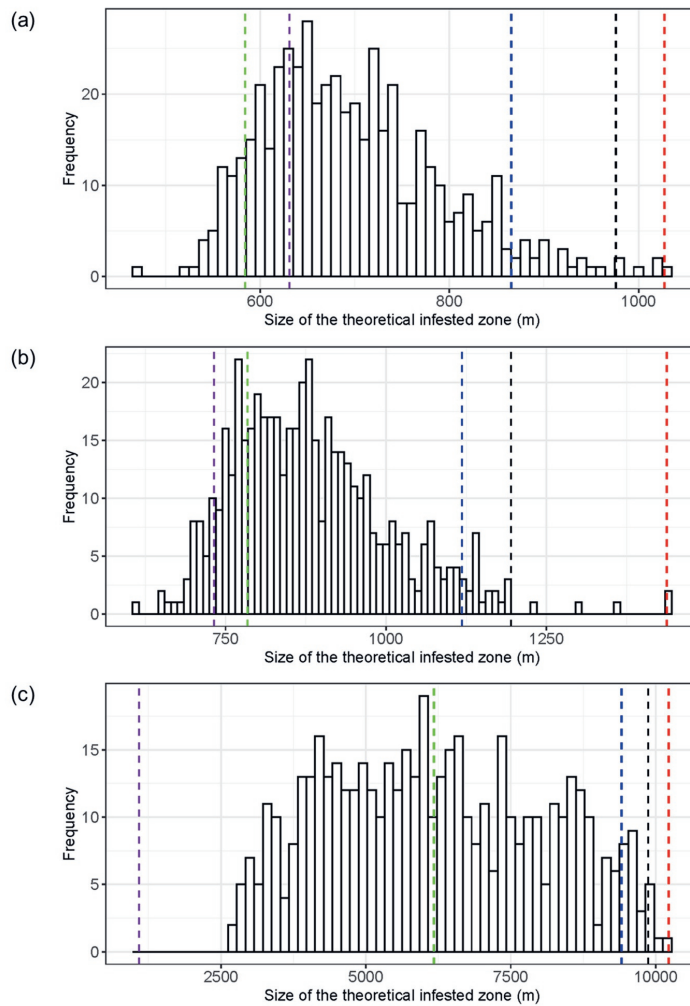 (a)
Frequency
20
10
0
600
800
1000
Size of the theoretical infested zone (m)
(b)
Frequency
20
15
10
5
0
750
1000
1250
Size of the theoretical infested zone (m)
(c)
Frequency
15
10
5
0
2500
5000
7500
10000
Size of the theoretical infested zone (m)